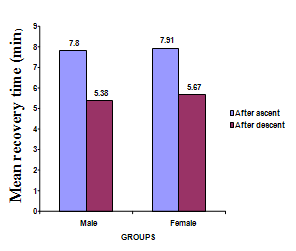 Mean recovery time (min)
9
8
7
6
5
4
3
2
1
0
7.8
5.38
7.91
5.67
Male
Female
GROUPS
After ascent
After descent